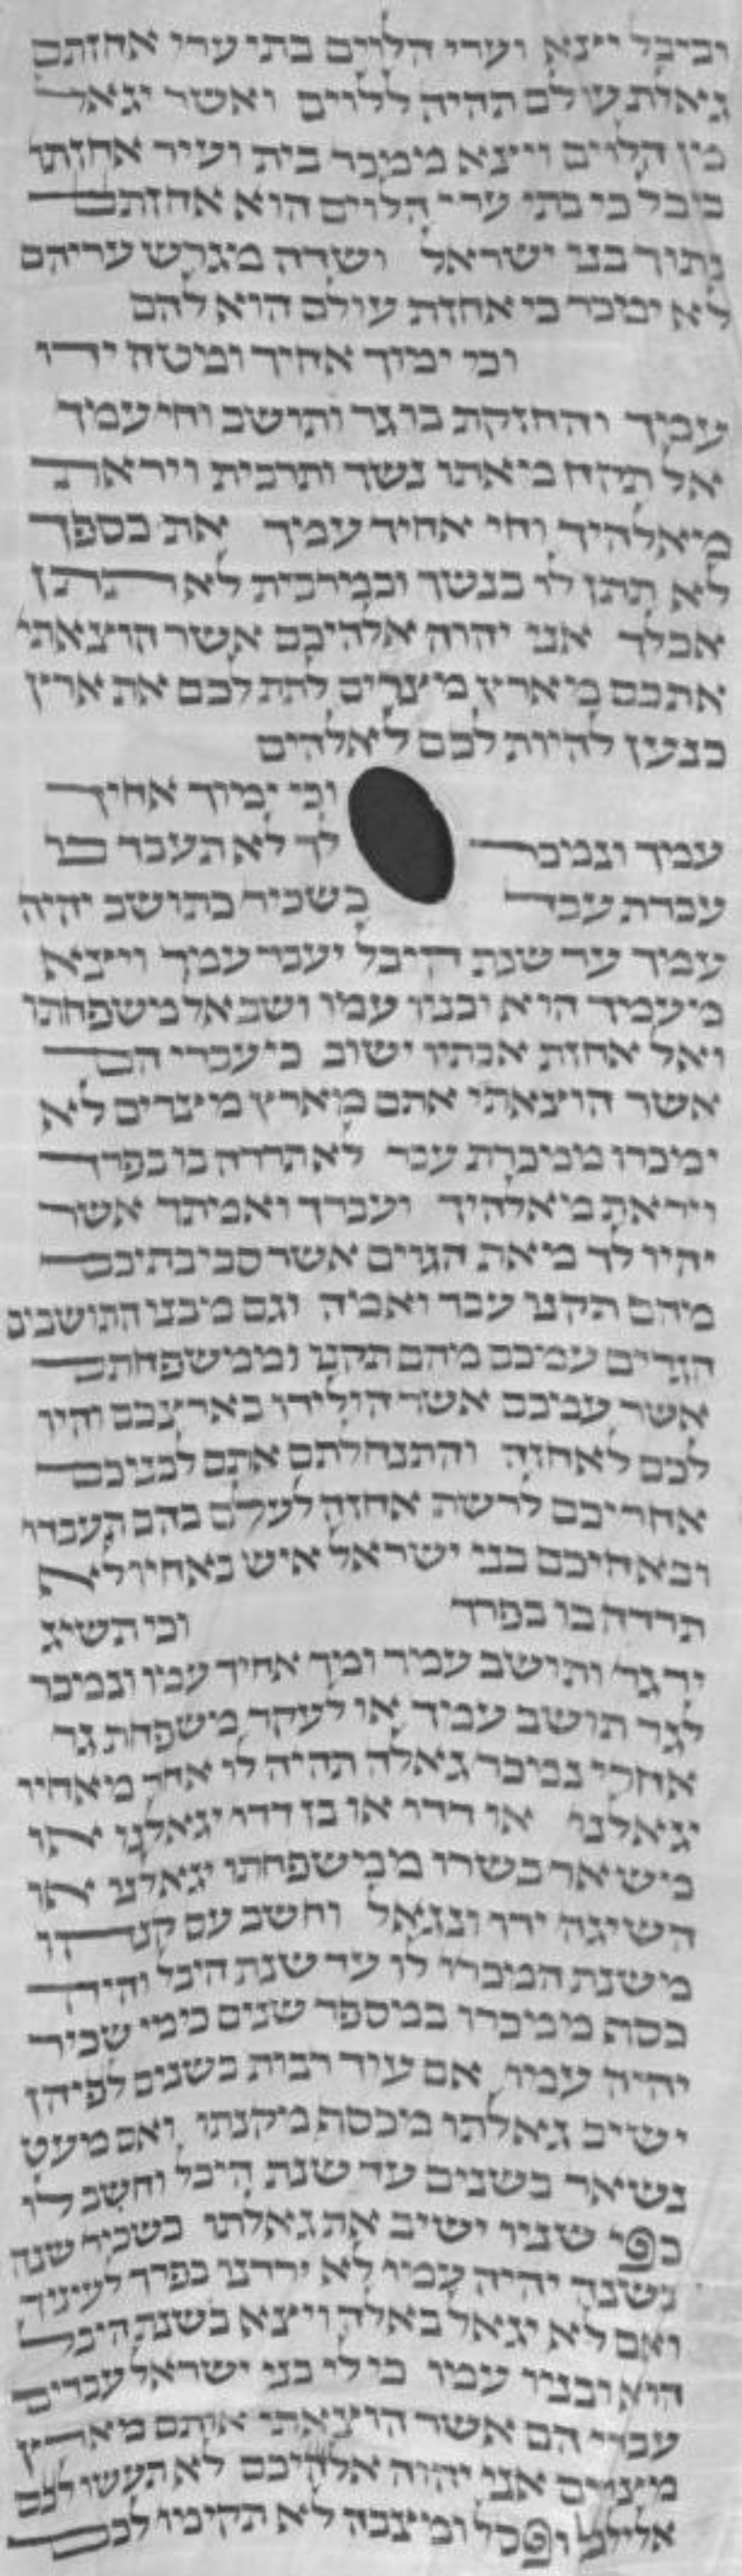 וביבל ייצא וערי הלוים בתי ערי אחזתם
גאלת עולם תהיה ללוים ואשר יגאל
מן הלוים ויצא ממכר בית ועיר אחזתו
ביבל כי בתי ערי הלוים הוא אחזתם
בתוך בני ישראל ושדה מגרש עריהם
לא ימכר כי אחזת עולם הוא להם
וכי ימוך אחיך ומטה ידו
עמך והחזקת בו גר ותושב וחי עמך
אל תקח מאתו נשך ותרבית ויראת
מאלהיך וחי אחיך עמך את כספך
לא תתן לו בנשך ובמרבית לא תתן
אכלך אני יהוה אלהיכם אשר הוצאתי
אתכם מארץ מצרים לתת לכם את ארץ
כנען להיות לכם לאלהים
וכי ימוך אחיך
עמך ונמכר לך לא תעבד בו
עבדת עבד כשכיר כתושב יהיה
עמך עד שנת היבל יעבד עמך ויצא
מעמך הוא ובניו עמו ושב אל משפחתו
ואל אחזת אבתיו ישוב כי עבדי הם
אשר הוצאתי אתם מארץ מצרים לא
ימכרו ממכרת עבד לא תרדה בו בפרך
ויראת מאלהיך ועבדך ואמתך אשר
יהיו לך מאת הגוים אשר סביבתיכם
מהם תקנו עבד ואמה וגם מבני התושבים
הגרים עמכם מהם תקנו וממשפחתם
אשר עמכם אשר הולידו בארצכם והיו
לכם לאחזה והתנחלתם אתם לבניכם
אחריכם לרשת אחזה לעלם בהם תעבדו
ובאחיכם בני ישראל איש באחיו לא
תרדה בו בפרך וכי תשיג
יד גר ותושב עמך ומך אחיך עמו ונמכר
לגר תושב עמך או לעקר משפחת גר
אחרי נמכר גאלה תהיה לו אחד מאחיו
יגאלנו או דדו או בן דדו יגאלנו או
משאר בשרו ממשפחתו יגאלנו או
השיגה ידו ונגאל וחשב עם קנהו
משנת המכרו לו עד שנת היבל והיה
כסף ממכרו במספר שנים כימי שכיר
יהיה עמו אם עוד רבות בשנים לפיהן
ישיב גאלתו מכסף מקנתו ואם מעט
נשאר בשנים עד שנת היבל וחשב לו
כפי שניו ישיב את גאלתו כשכיר שנה
בשנה יהיה עמו לא ירדנו בפרך לעיניך
ואם לא יגאל באלה ויצא בשנת היבל
הוא ובניו עמו כי לי בני ישראל עבדים
עבדי הם אשר הוצאתי אותם מארץ
מצרים אני יהוה אלהיכם לא תעשו לכם
אלילם ופסל ומצבה לא תקימו לכם